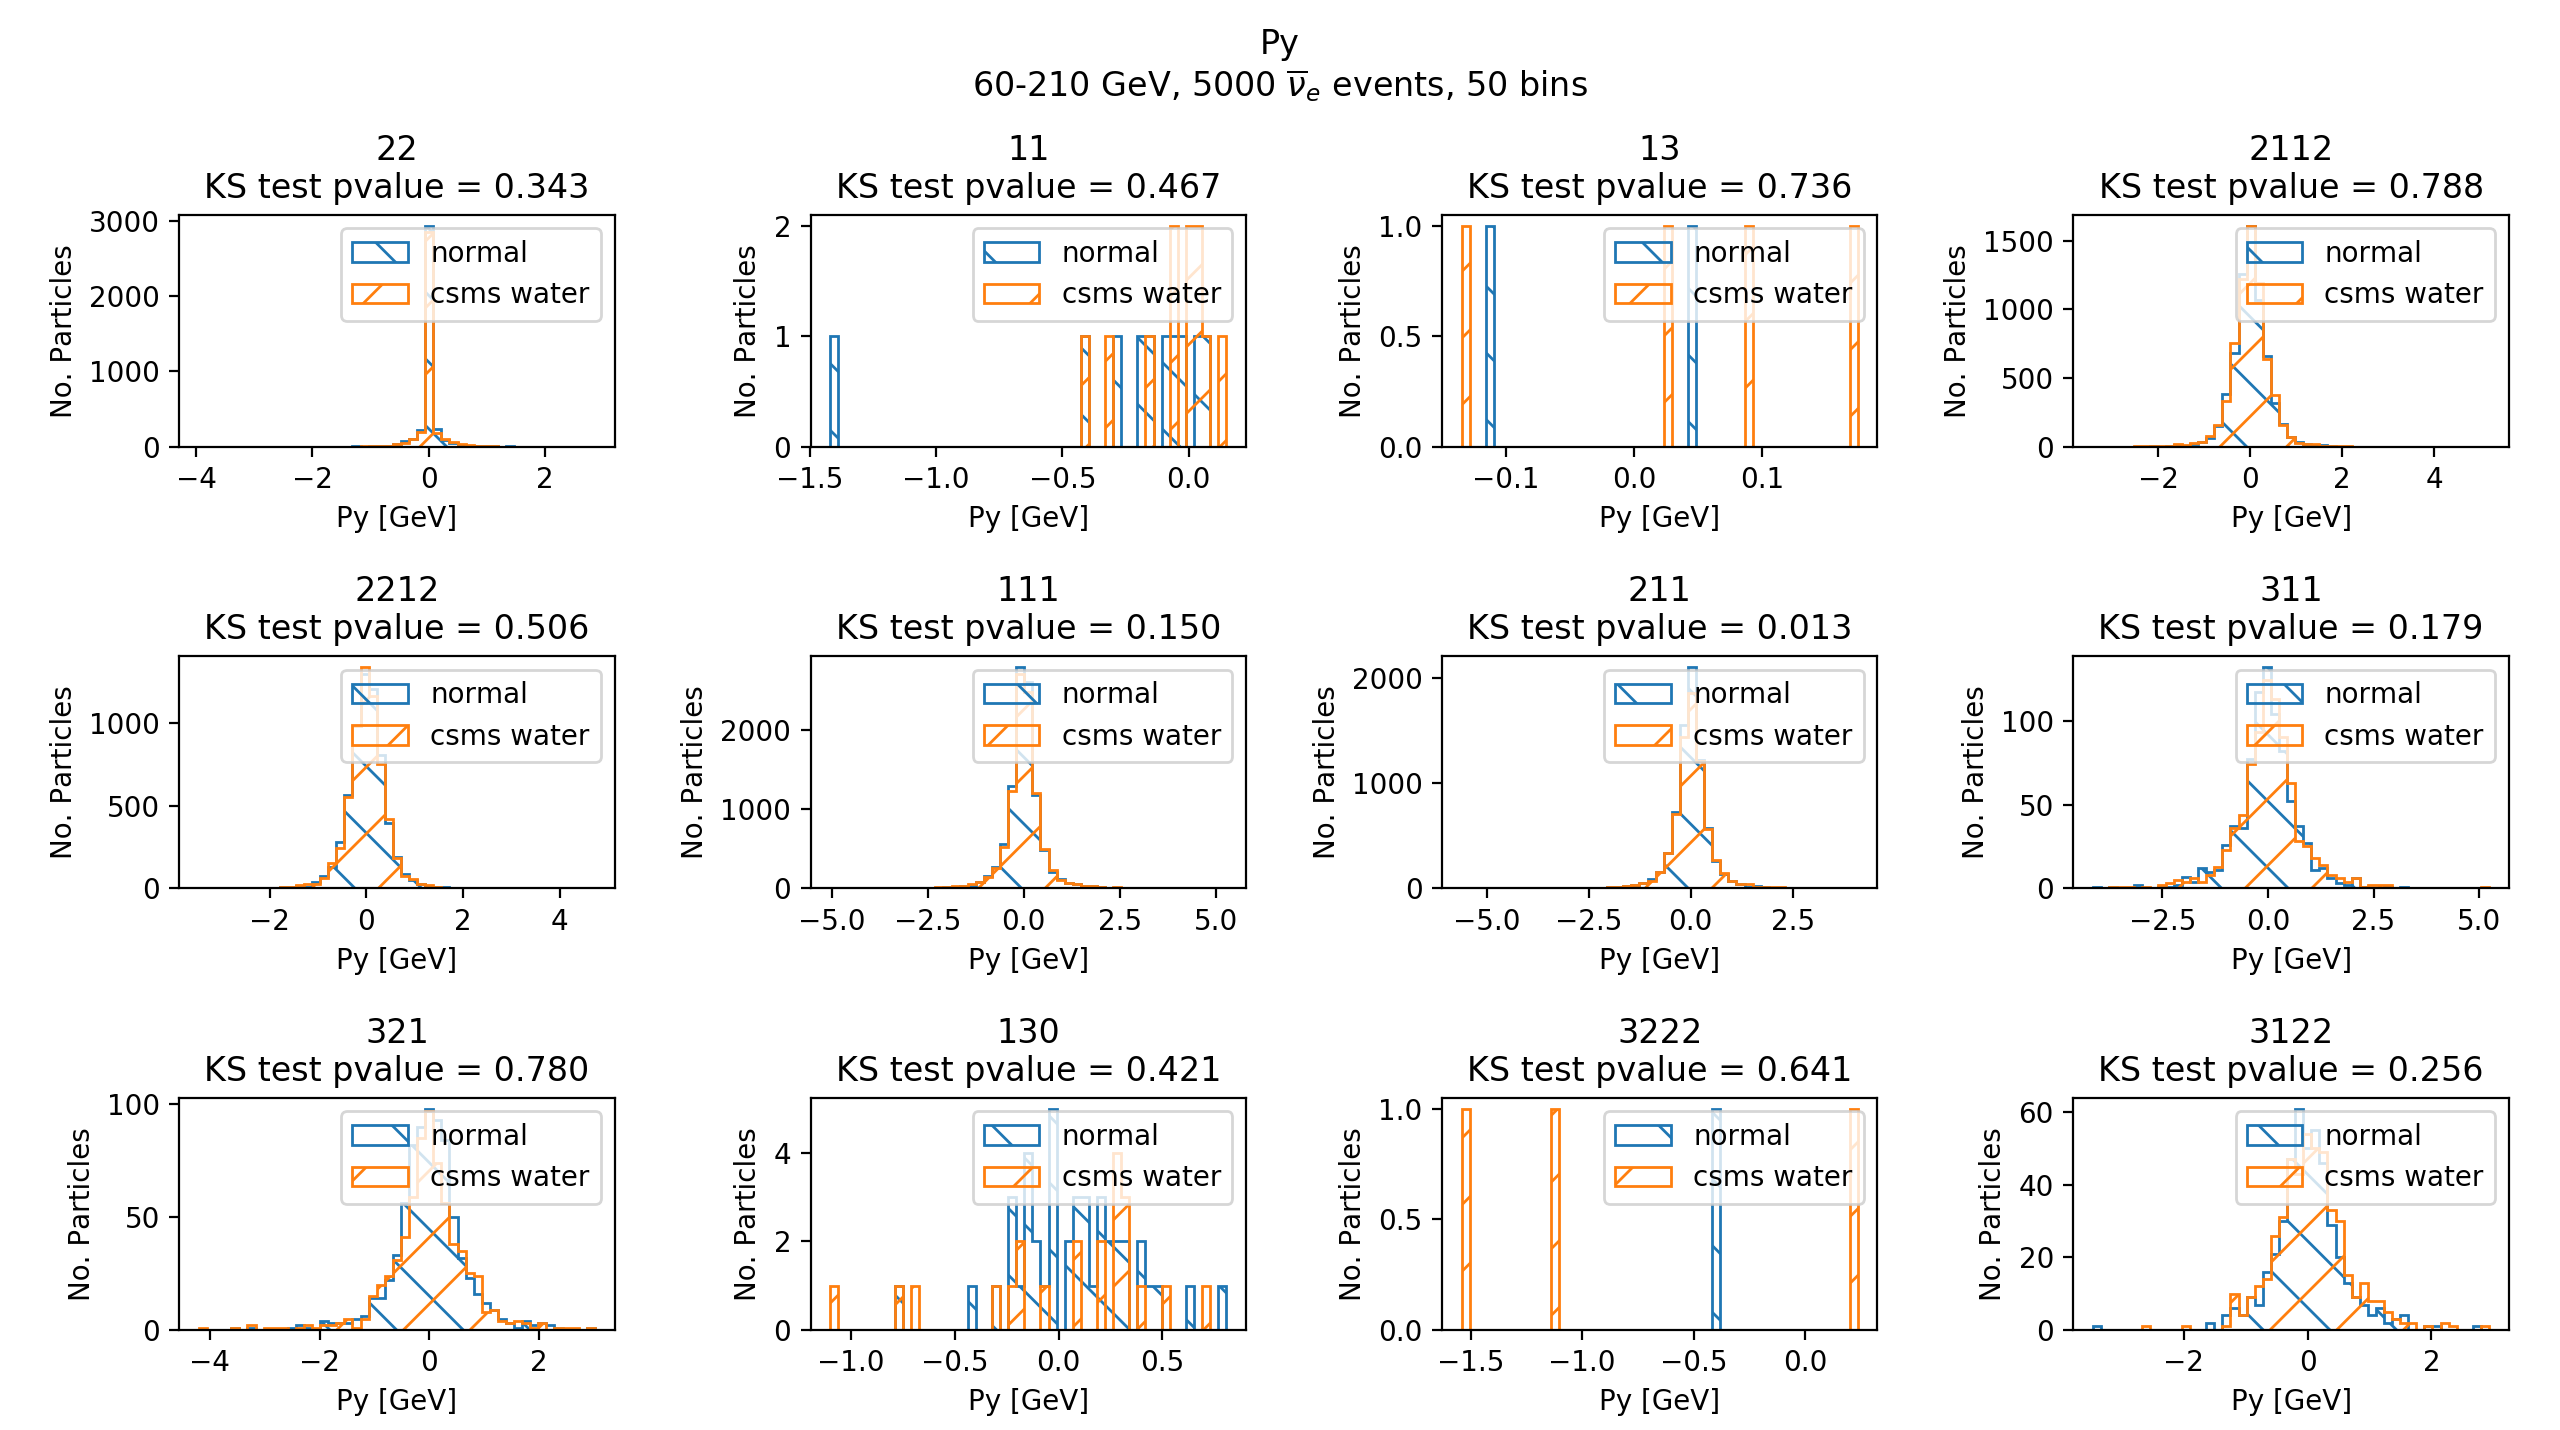 Py
60-210 GeV, 5000 ν̅ₑ events, 50 bins
22
KS test pvalue = 0.343
3000
2000
1000
0
No. Particles
normal
csms water
−4 −2 0 2
Py [GeV]
11
KS test pvalue = 0.467
2
1
0
No. Particles
normal
csms water
−1.5 −1.0 −0.5 0.0
Py [GeV]
13
KS test pvalue = 0.736
1.0
0.5
0.0
No. Particles
normal
csms water
−0.1 0.0 0.1
Py [GeV]
2112
KS test pvalue = 0.788
1500
1000
500
0
No. Particles
normal
csms water
−2 0 2 4
Py [GeV]
2212
KS test pvalue = 0.506
1000
500
0
No. Particles
normal
csms water
−2 0 2 4
Py [GeV]
111
KS test pvalue = 0.150
2000
1000
0
No. Particles
normal
csms water
−5.0 −2.5 0.0 2.5 5.0
Py [GeV]
211
KS test pvalue = 0.013
2000
1000
0
No. Particles
normal
csms water
−5.0 −2.5 0.0 2.5
Py [GeV]
311
KS test pvalue = 0.179
100
50
0
No. Particles
normal
csms water
−2.5 0.0 2.5 5.0
Py [GeV]
321
KS test pvalue = 0.780
100
50
0
No. Particles
normal
csms water
−4 −2 0 2
Py [GeV]
130
KS test pvalue = 0.421
4
2
0
No. Particles
normal
csms water
−1.0 −0.5 0.0 0.5
Py [GeV]
3222
KS test pvalue = 0.641
1.0
0.5
0.0
No. Particles
normal
csms water
−1.5 −1.0 −0.5 0.0
Py [GeV]
3122
KS test pvalue = 0.256
60
40
20
0
No. Particles
normal
csms water
−2 0 2
Py [GeV]